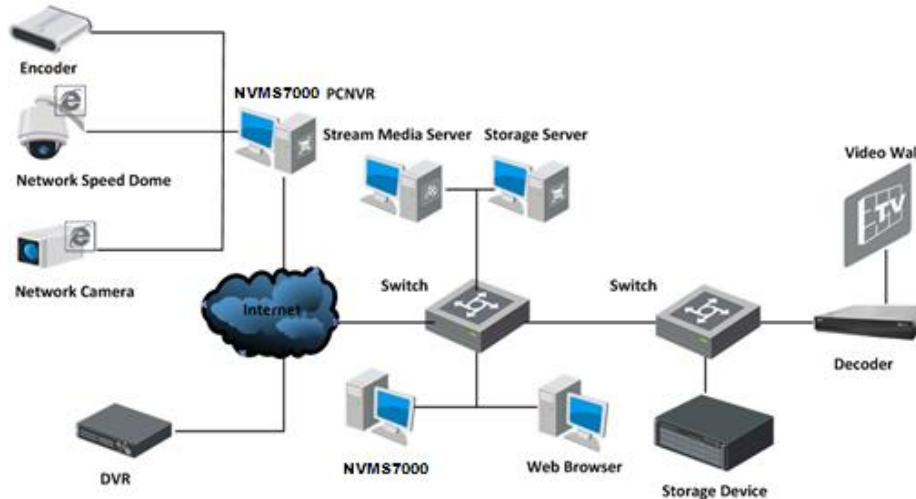 Encoder
NVMS7000 PCNVR
Stream Media Server
Storage Server
Network Speed Dome
Video Wal
TV
Network Camera
Switch
Switch
Internet
Decoder
DVR
NVMS7000
Web Browser
Storage Device